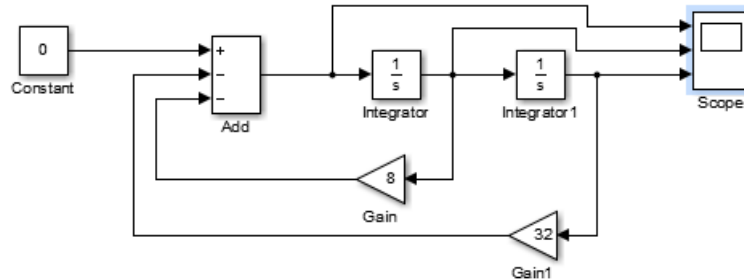 0
Constant
+
−
−
Add
1
s
Integrator
1
s
Integrator1
Scope
8
Gain
32
Gain1